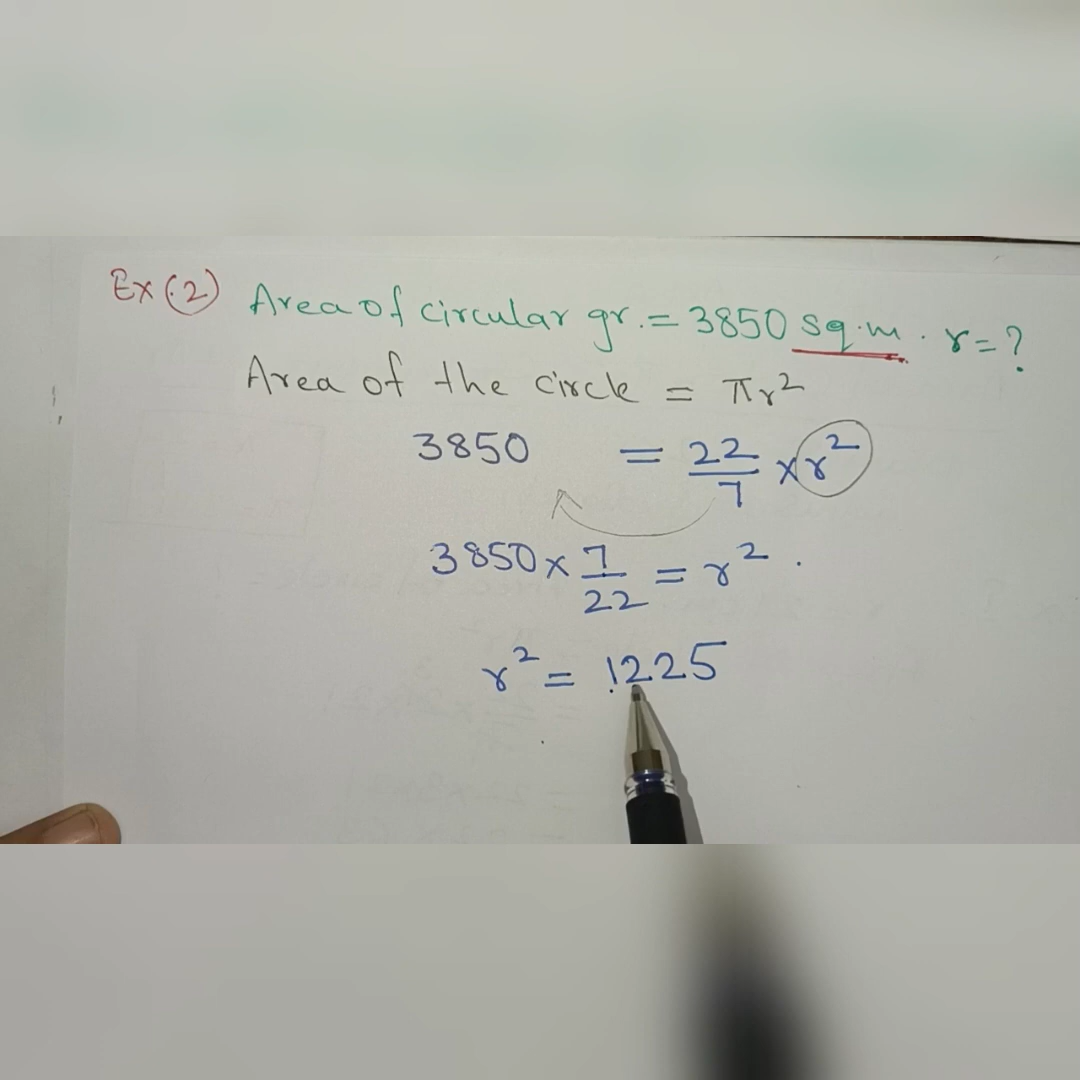 Ex (.2) Area of circular gr. = 3850 sq.m. r = ?
Area of the circle = πr²
3850 = 22/7 × r²
3850 × 7/22 = r².
r² = 1225